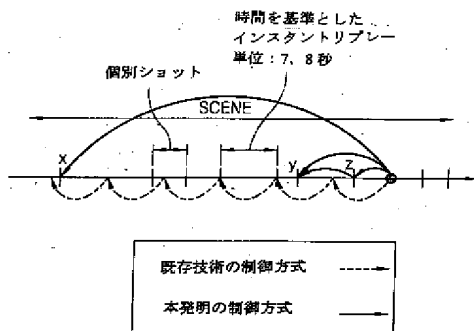 時間を基準とした
インスタントリプレー
単位：7、8秒
個別ショット
SCENE
x
y
z
既存技術の制御方式
本発明の制御方式